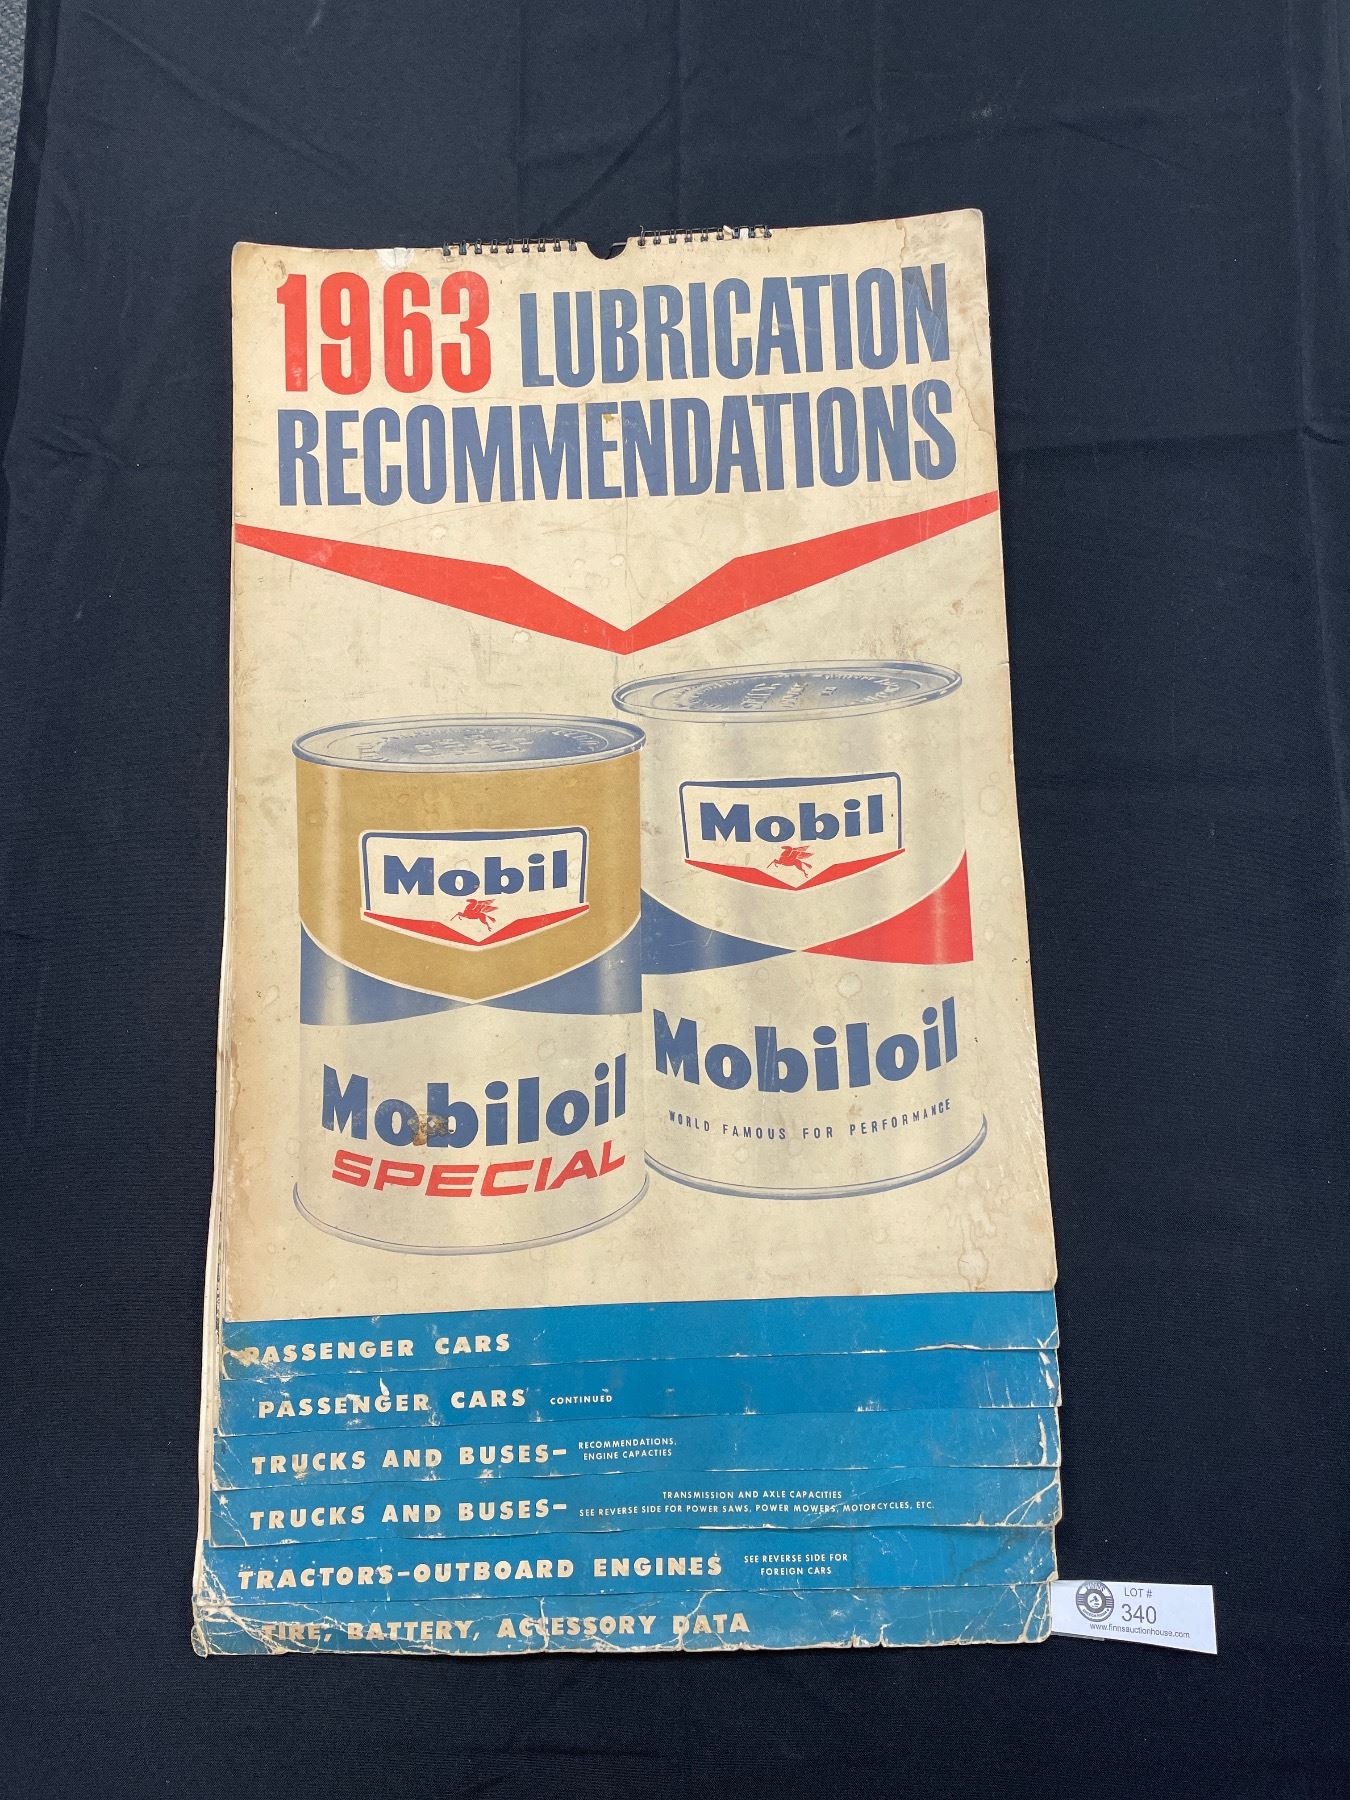 1963 LUBRICATION
RECOMMENDATIONS
Mobil
Mobiloil
SPECIAL
Mobil
Mobiloil
WORLD FAMOUS FOR PERFORMANCE
PASSENGER CARS
PASSENGER CARS CONTINUED
TRUCKS AND BUSES— RECOMMENDATIONS,
ENGINE CAPACTIES
TRUCKS AND BUSES— TRANSMISSION AND AXLE CAPACITIES
SEE REVERSE SIDE FOR POWER SAWS, POWER MOWERS, MOTORCYCLES, ETC.
TRACTORS—OUTBOARD ENGINES SEE REVERSE SIDE FOR
FOREIGN CARS
TIRE, BATTERY, ACCESSORY DATA
LOT #
340
www.finnsauctionhouse.com